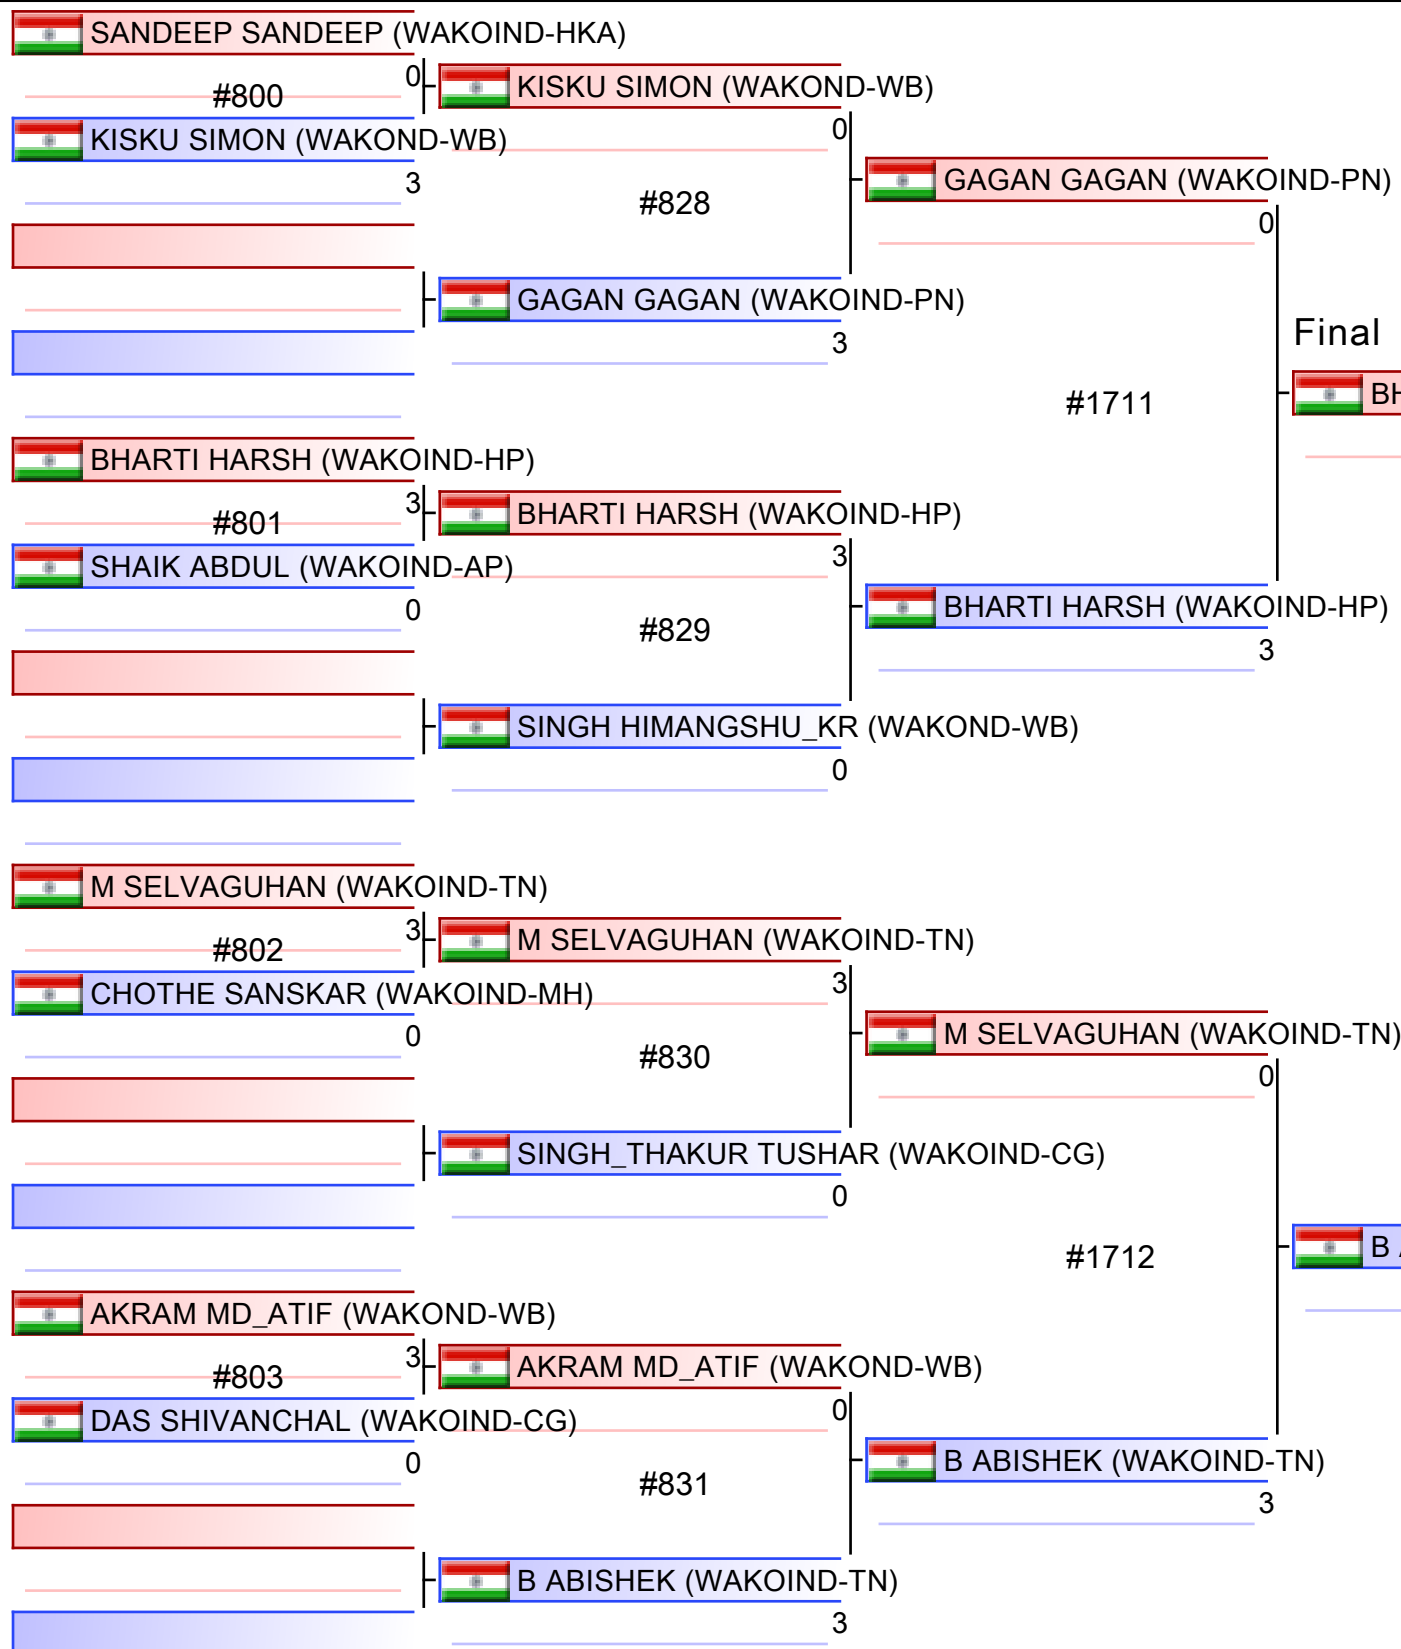 SANDEEP SANDEEP (WAKOIND-HKA)
0
#800
KISKU SIMON (WAKOND-WB)
3
KISKU SIMON (WAKOND-WB)
0
#828
GAGAN GAGAN (WAKOIND-PN)
3
GAGAN GAGAN (WAKOIND-PN)
0
#1711
Final
BH
BHARTI HARSH (WAKOIND-HP)
3
#801
SHAIK ABDUL (WAKOIND-AP)
0
BHARTI HARSH (WAKOIND-HP)
3
#829
SINGH HIMANGSHU_KR (WAKOND-WB)
0
BHARTI HARSH (WAKOIND-HP)
3
M SELVAGUHAN (WAKOIND-TN)
3
#802
CHOTHE SANSKAR (WAKOIND-MH)
0
M SELVAGUHAN (WAKOIND-TN)
3
#830
SINGH_THAKUR TUSHAR (WAKOIND-CG)
0
M SELVAGUHAN (WAKOIND-TN)
0
#1712
B
AKRAM MD_ATIF (WAKOND-WB)
3
#803
DAS SHIVANCHAL (WAKOIND-CG)
0
AKRAM MD_ATIF (WAKOND-WB)
0
#831
B ABISHEK (WAKOIND-TN)
3
B ABISHEK (WAKOIND-TN)
3